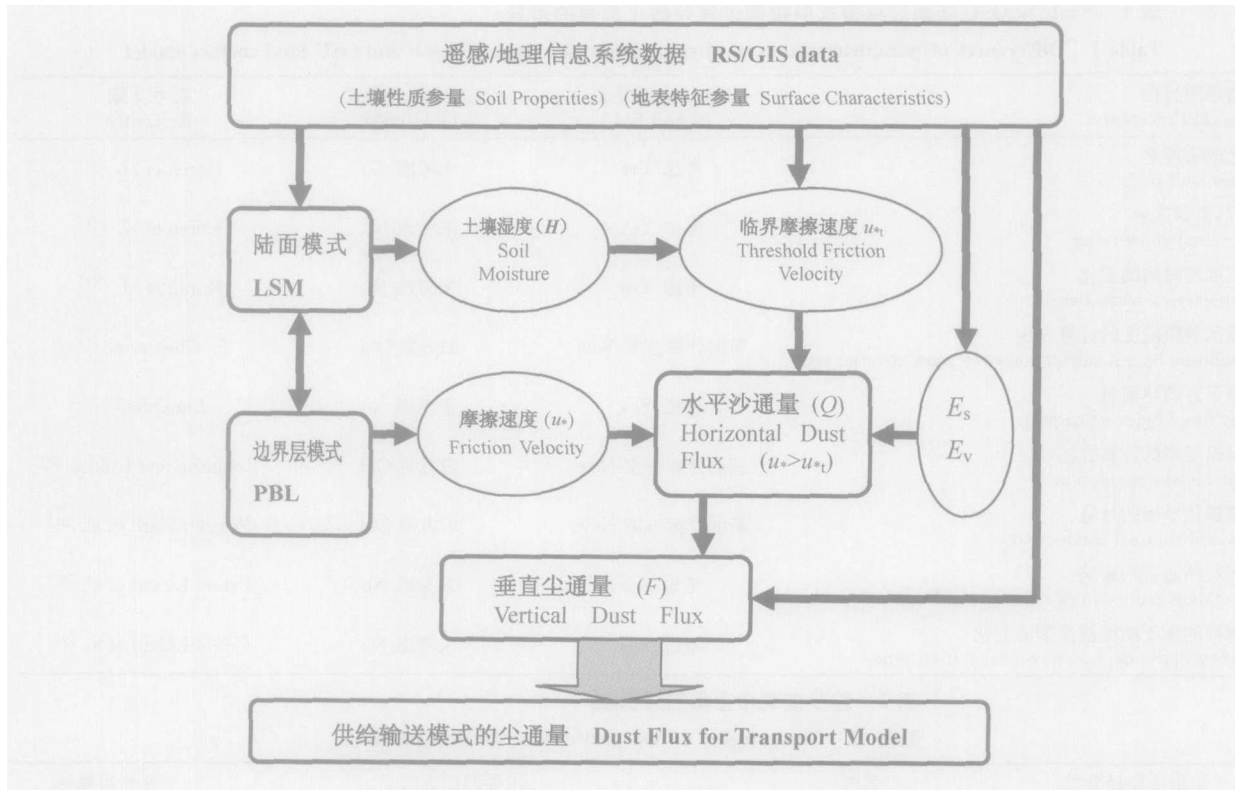 遥感/地理信息系统数据 RS/GIS data
(土壤性质参量 Soil Properities) (地表特征参量 Surface Characteristics)
陆面模式
LSM
土壤湿度(H)
Soil
Moisture
临界摩擦速度 u*t
Threshold Friction
Velocity
边界层模式
PBL
摩擦速度 (u*)
Friction Velocity
水平沙通量 (Q)
Horizontal Dust
Flux (u*>u*t)
Es
Ev
垂直尘通量 (F)
Vertical Dust Flux
供给输送模式的尘通量 Dust Flux for Transport Model